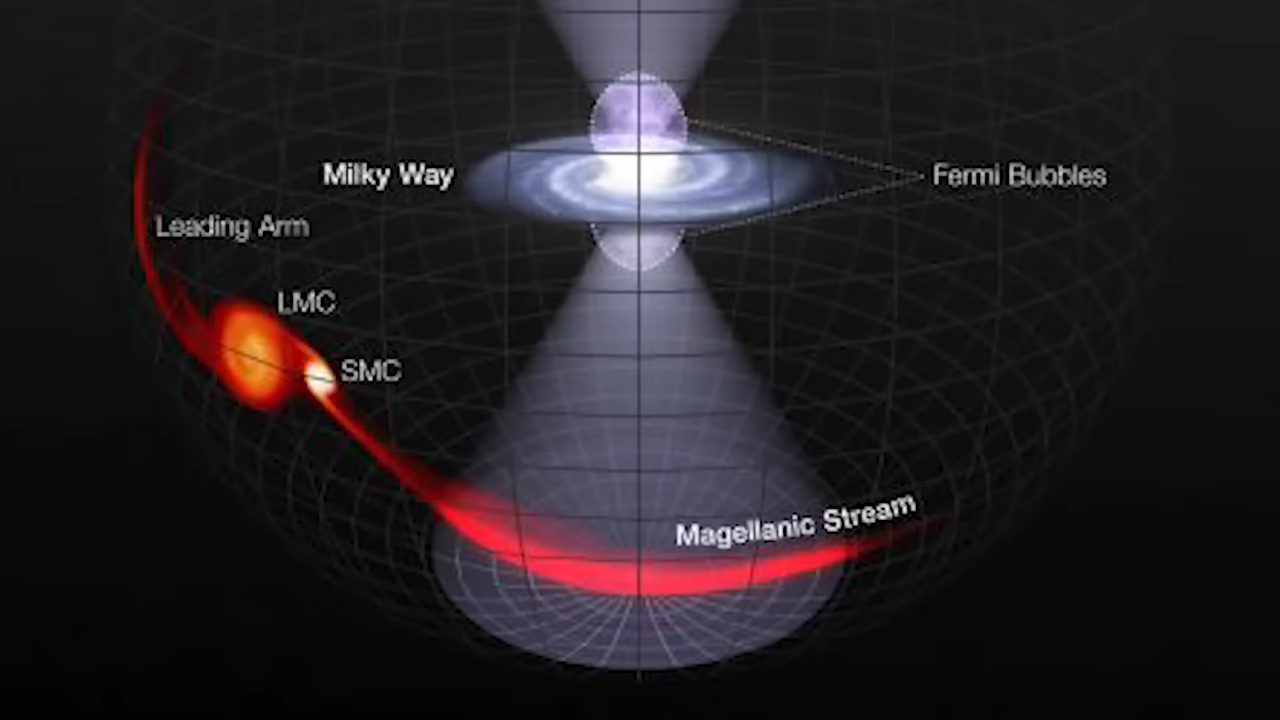 Milky Way
Fermi Bubbles
Leading Arm
LMC
SMC
Magellanic Stream